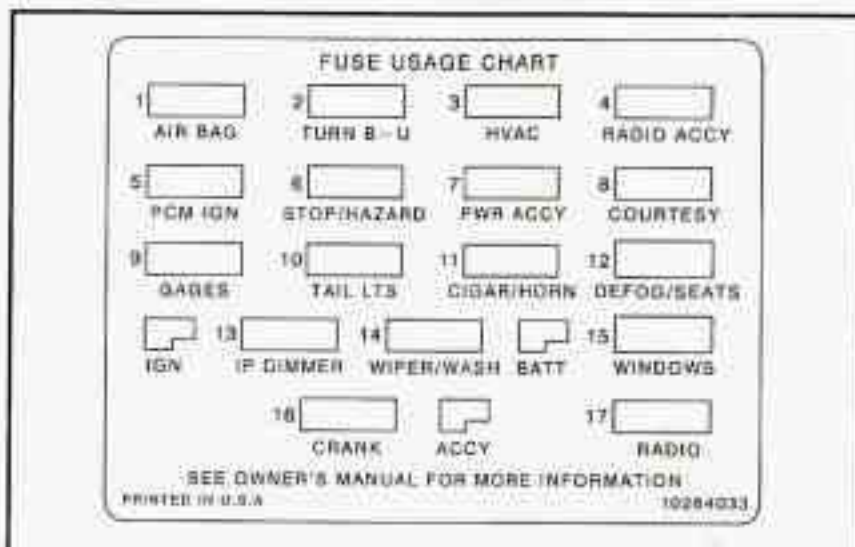 FUSE USAGE CHART
1 2 3 4
AIR BAG TURN B-U HVAC RADIO ACCY
5 6 7 8
PCM IGN STOP/HAZARD PWR ACCY COURTESY
9 10 11 12
GAGES TAIL LTS CIGAR/HORN DEFOG/SEATS
13 14 15
IGN IP DIMMER WIPER/WASH BATT WINDOWS
16 17
CRANK ACCY RADIO
SEE OWNER'S MANUAL FOR MORE INFORMATION
PRINTED IN U.S.A 10284033